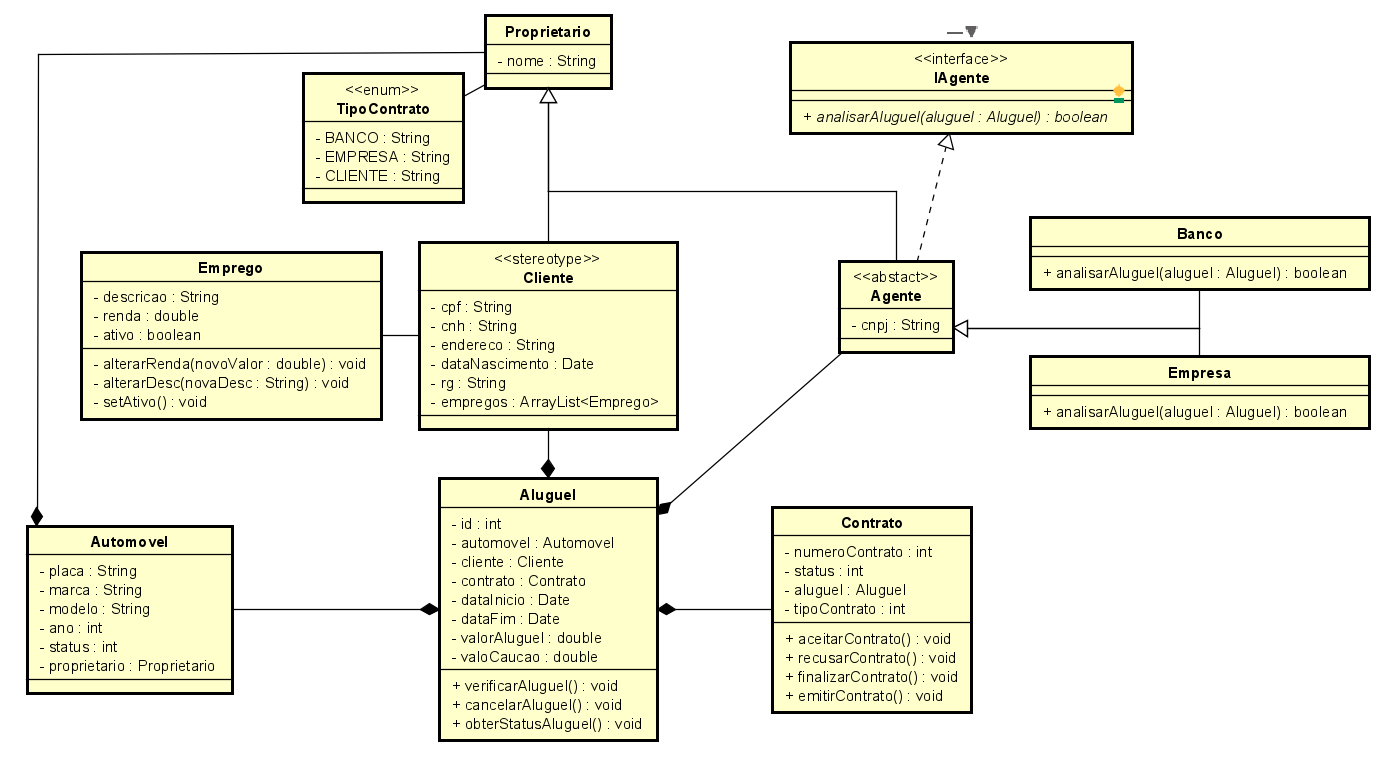 Proprietario
- nome : String
<<enum>>
TipoContrato
- BANCO : String
- EMPRESA : String
- CLIENTE : String
<<interface>>
IAgente
+ analisarAluguel(aluguel : Aluguel) : boolean
Emprego
- descricao : String
- renda : double
- ativo : boolean
- alterarRenda(novoValor : double) : void
- alterarDesc(novaDesc : String) : void
- setAtivo() : void
<<stereotype>>
Cliente
- cpf : String
- cnh : String
- endereco : String
- dataNascimento : Date
- rg : String
- empregos : ArrayList<Emprego>
<<abstact>>
Agente
- cnpj : String
Banco
+ analisarAluguel(aluguel : Aluguel) : boolean
Empresa
+ analisarAluguel(aluguel : Aluguel) : boolean
Automovel
- placa : String
- marca : String
- modelo : String
- ano : int
- status : int
- proprietario : Proprietario
Aluguel
- id : int
- automovel : Automovel
- cliente : Cliente
- contrato : Contrato
- dataInicio : Date
- dataFim : Date
- valorAluguel : double
- valoCaucao : double
+ verificarAluguel() : void
+ cancelarAluguel() : void
+ obterStatusAluguel() : void
Contrato
- numeroContrato : int
- status : int
- aluguel : Aluguel
- tipoContrato : int
+ aceitarContrato() : void
+ recusarContrato() : void
+ finalizarContrato() : void
+ emitirContrato() : void